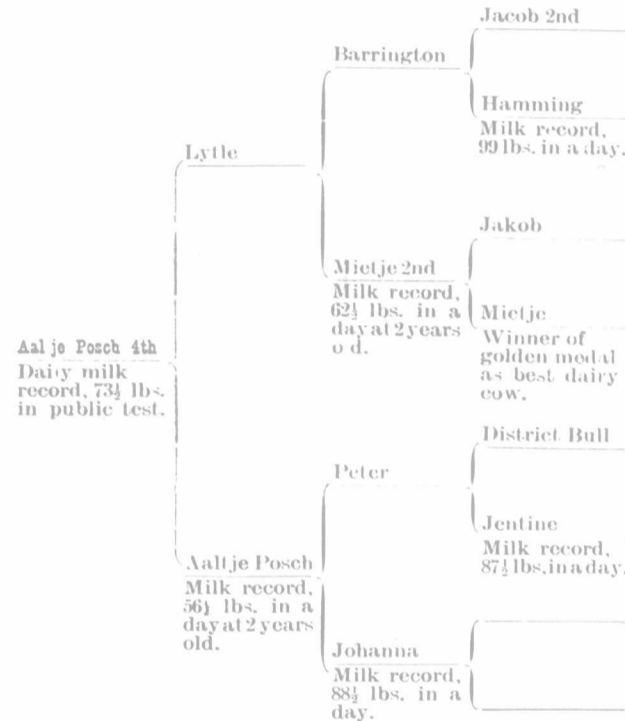 Jacob 2nd
Barrington
Hamming
Milk record,
99 lbs. in a day.
Lytle
Jakob
Mietje 2nd
Milk record,
62½ lbs. in a
day at 2 years
o d.
Mietje
Winner of
golden medal
as best dairy
cow.
Aalje Posch 4th
Daily milk
record, 73½ lbs.
in public test.
District Bull
Peter
Jentine
Milk record,
87½ lbs, in a day.
Aaltje Posch
Milk record,
56½ lbs. in a
day at 2 years
old.
Johanna
Milk record,
88½ lbs. in a
day.